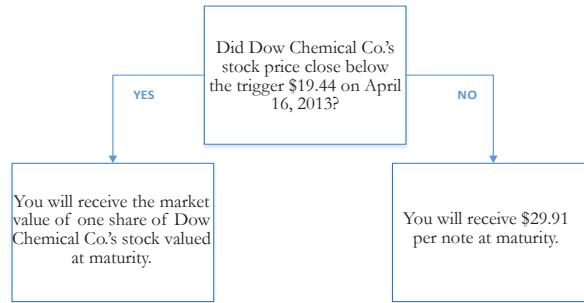 Did Dow Chemical Co.'s
stock price close below
the trigger $19.44 on April
16, 2013?
YES
NO
You will receive the market
value of one share of Dow
Chemical Co.'s stock valued
at maturity.
You will receive $29.91
per note at maturity.